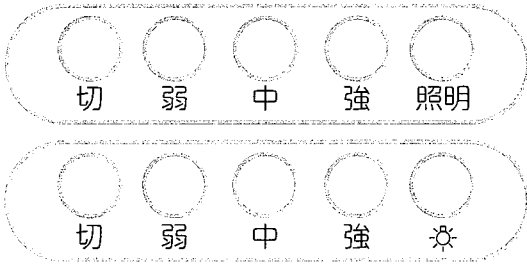 切 弱 中 強 照明
切 弱 中 強